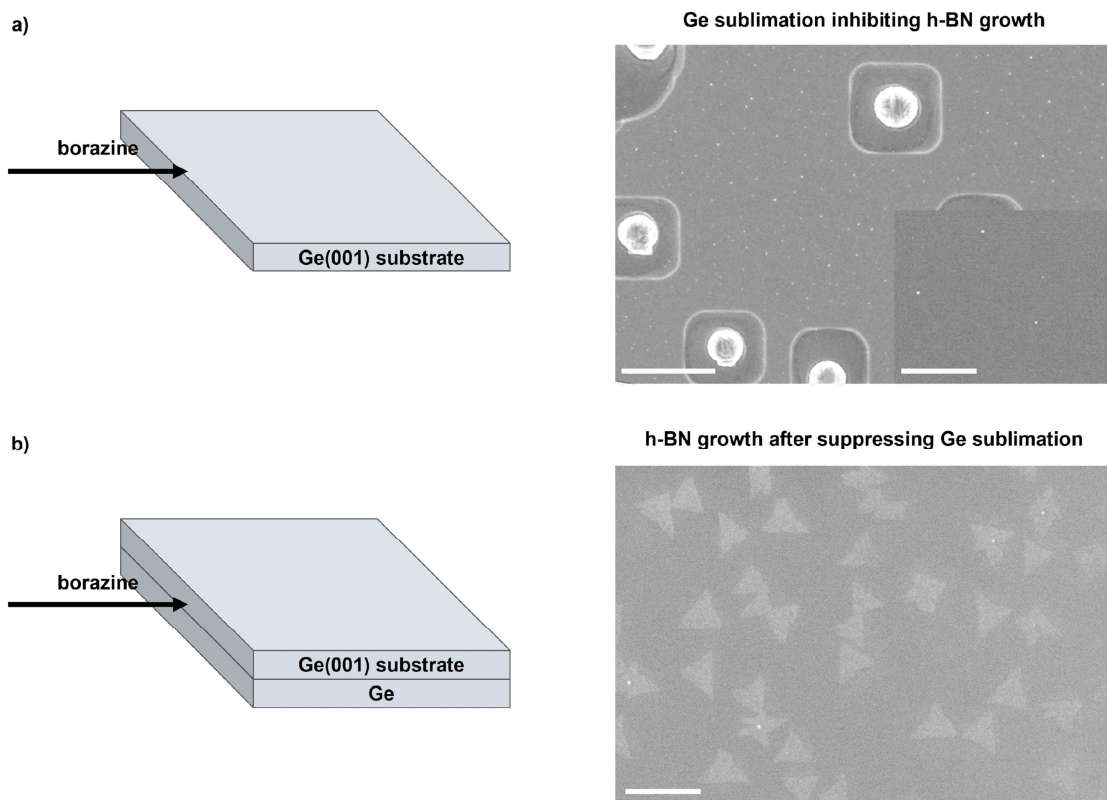 a)
Ge sublimation inhibiting h-BN growth
borazine
Ge(001) substrate
b)
h-BN growth after suppressing Ge sublimation
borazine
Ge(001) substrate
Ge